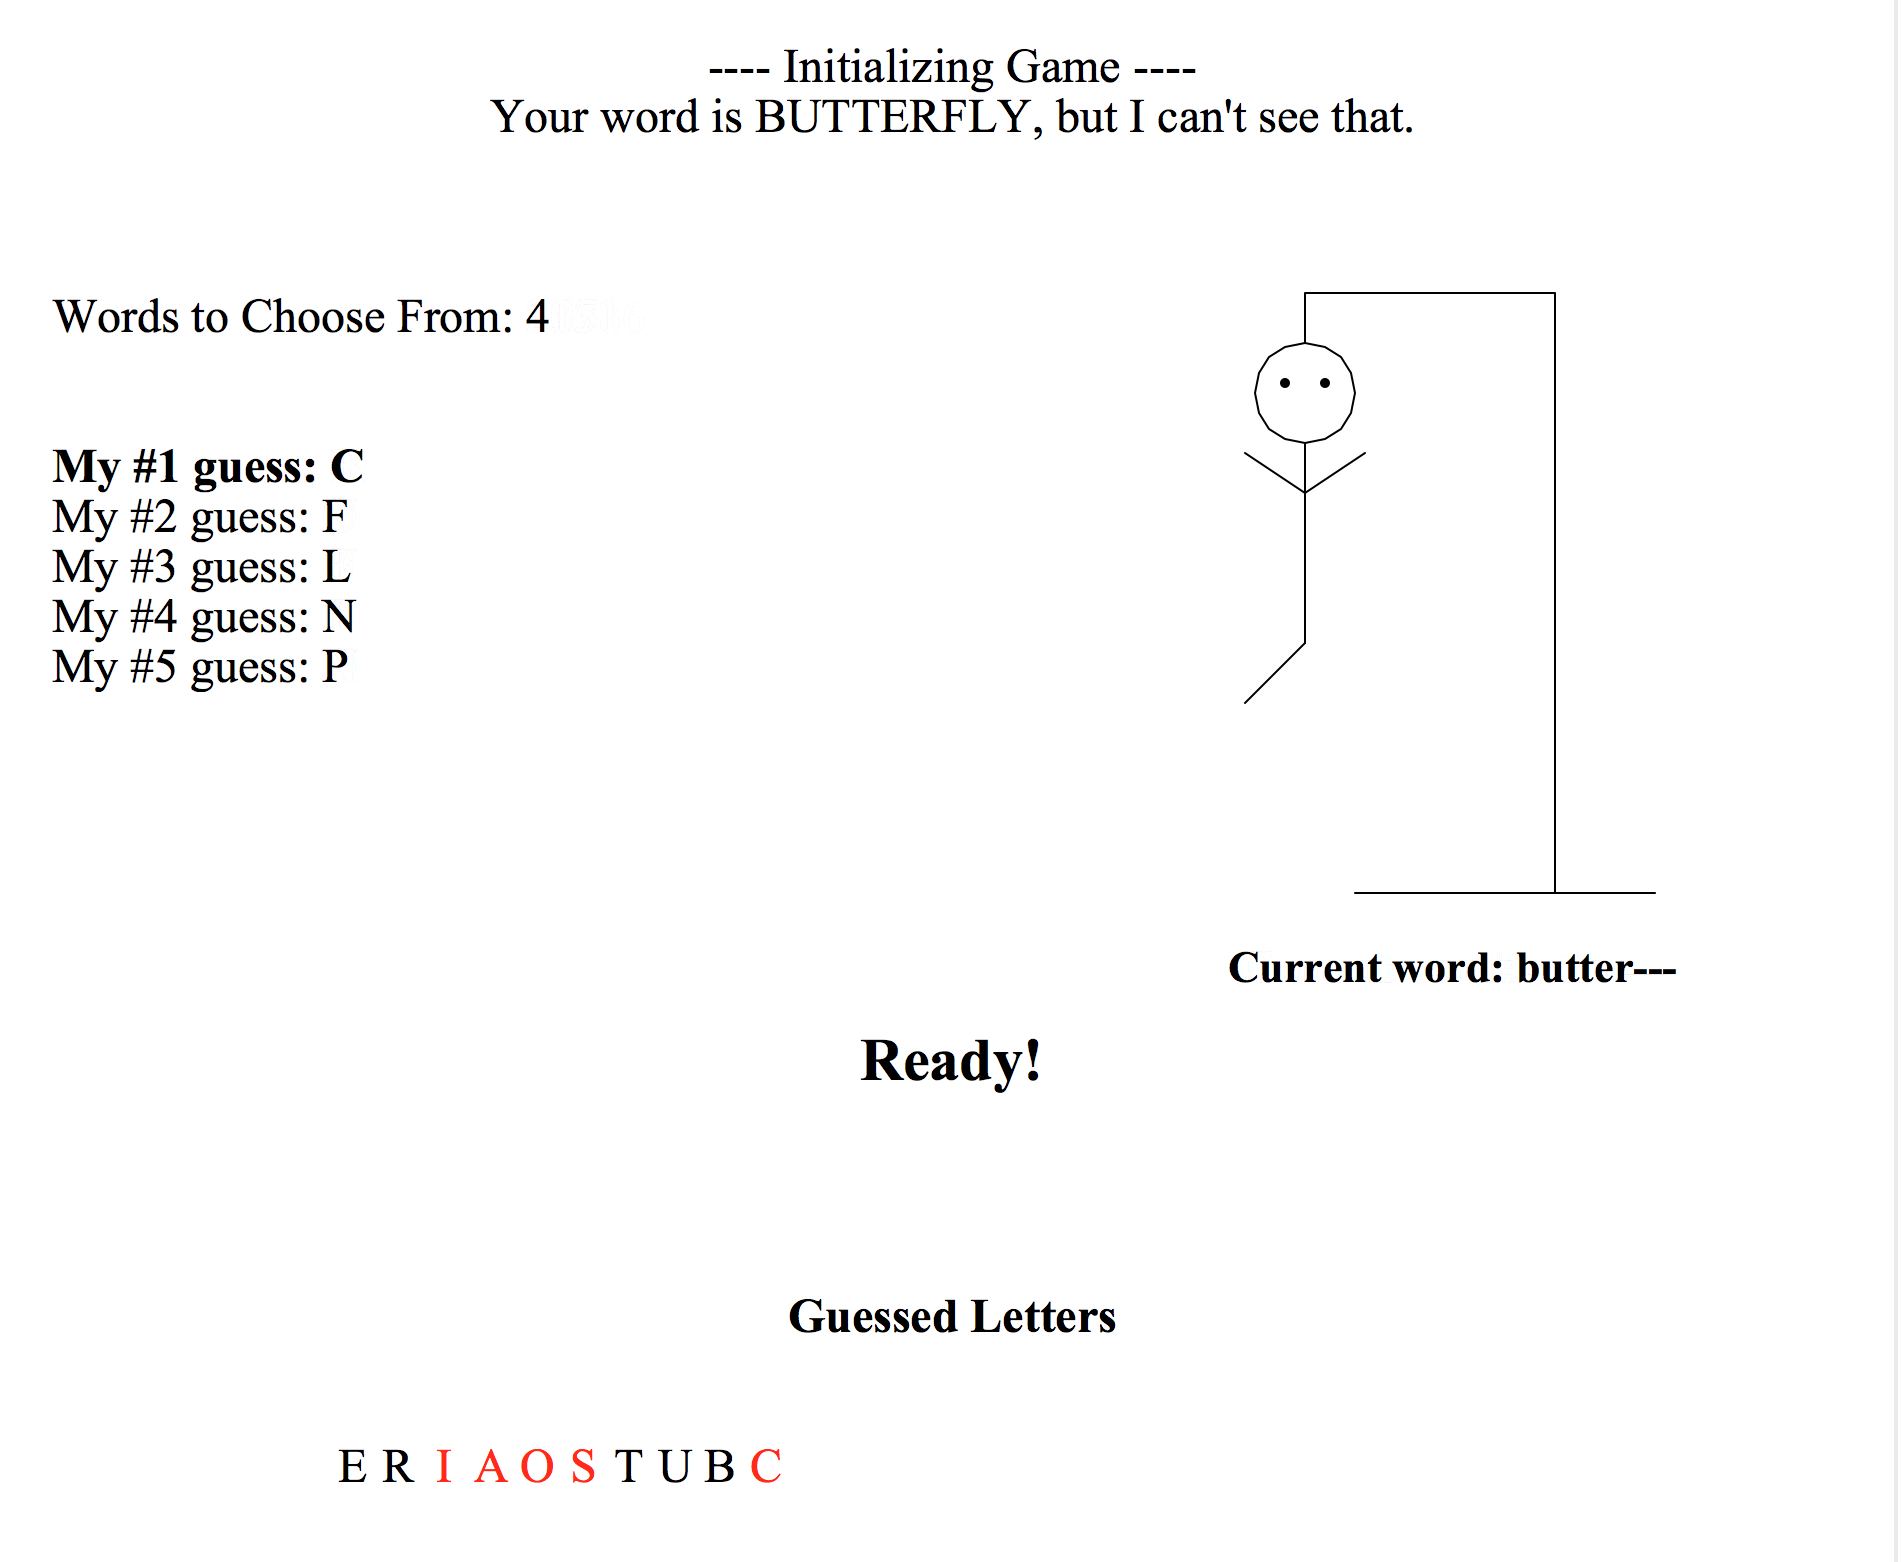 ---- Initializing Game ----
Your word is BUTTERFLY, but I can't see that.
Words to Choose From: 4
My #1 guess: C
My #2 guess: F
My #3 guess: L
My #4 guess: N
My #5 guess: P
Current word: butter---
Ready!
Guessed Letters
E R I A O S T U B C